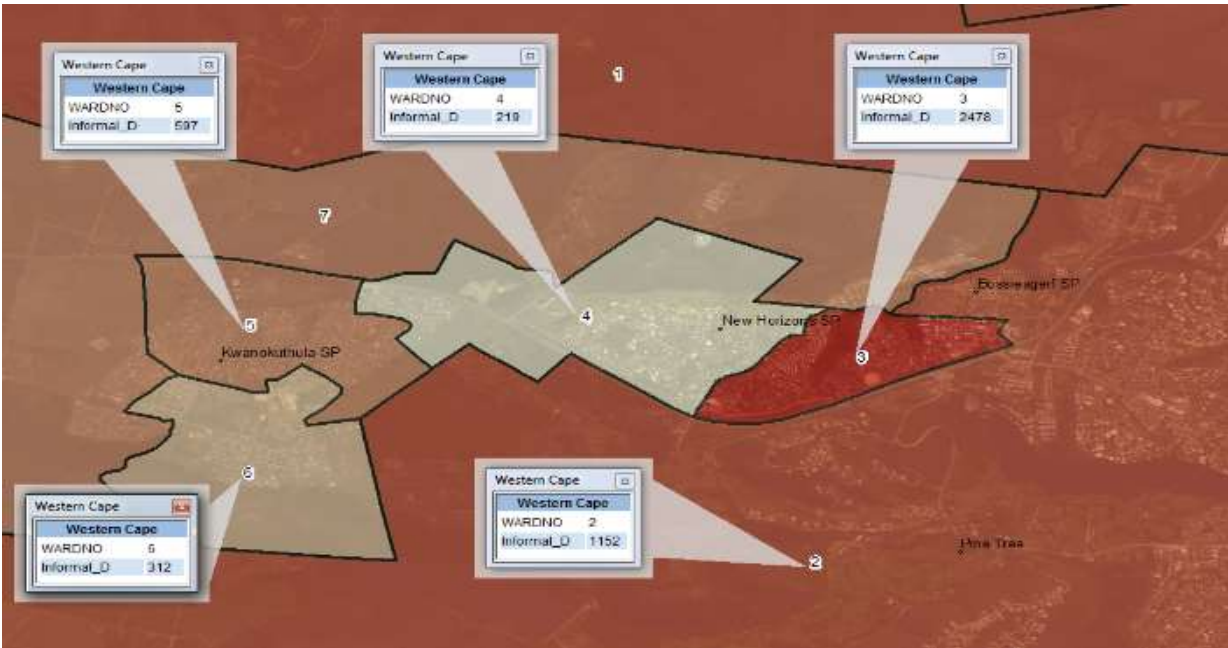 Western Cape
Western Cape
WARDNO 5
Informal_D 597
Western Cape
Western Cape
WARDNO 4
Informal_D 219
Western Cape
Western Cape
WARDNO 3
Informal_D 2478
1
7
SP
5
4
New Horizons SP
3
Kwanokuthula SP
6
Western Cape
Western Cape
WARDNO 6
Informal_D 312
Western Cape
Western Cape
WARDNO 2
Informal_D 1152
2
Pine Tree